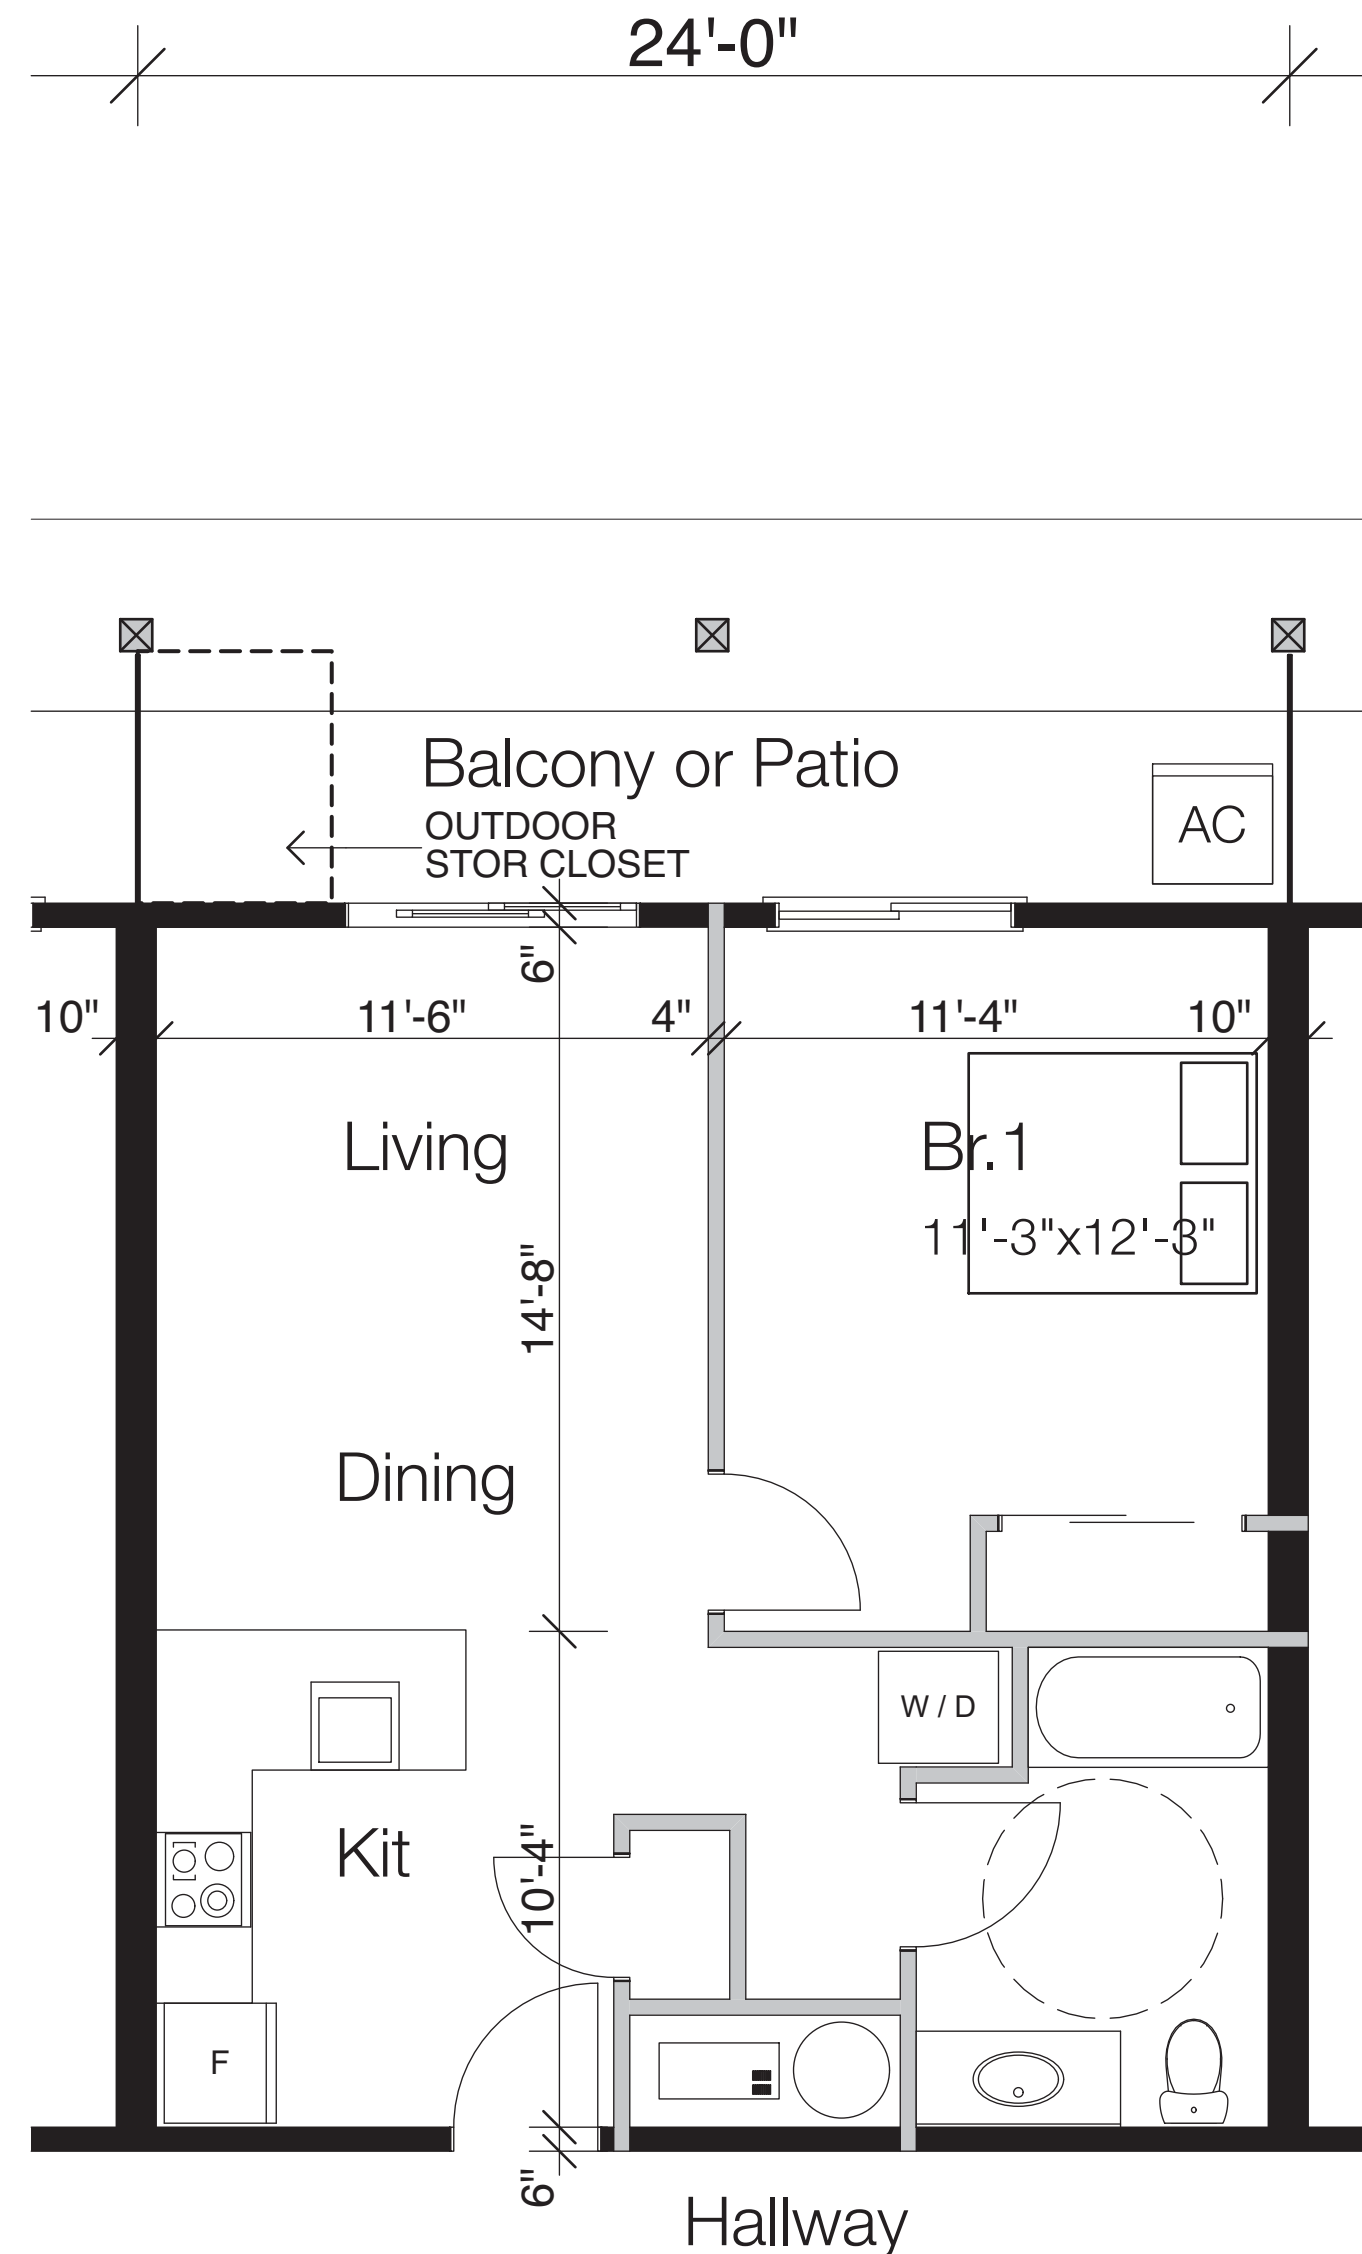 24'-0"
Balcony or Patio
OUTDOOR
STOR CLOSET
AC
6"
10"
11'-6"
4"
11'-4"
10"
Living
Br.1
11'-3"x12'-3"
14'-8"
Dining
W / D
Kit
10'-4"
F
6"
Hallway